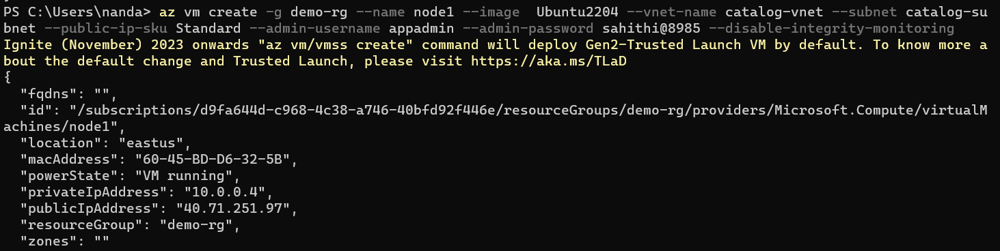 PS C:\Users\nanda> az vm create -g demo-rg --name node1 --image  Ubuntu2204 --vnet-name catalog-vnet --subnet catalog-su
bnet --public-ip-sku Standard --admin-username appadmin --admin-password sahithi@8985 --disable-integrity-monitoring
Ignite (November) 2023 onwards "az vm/vmss create" command will deploy Gen2-Trusted Launch VM by default. To know more a
bout the default change and Trusted Launch, please visit https://aka.ms/TLaD
{
  "fqdns": "",
  "id": "/subscriptions/d9fa644d-c968-4c38-a746-40bfd92f446e/resourceGroups/demo-rg/providers/Microsoft.Compute/virtualM
achines/node1",
  "location": "eastus",
  "macAddress": "60-45-BD-D6-32-5B",
  "powerState": "VM running",
  "privateIpAddress": "10.0.0.4",
  "publicIpAddress": "40.71.251.97",
  "resourceGroup": "demo-rg",
  "zones": ""